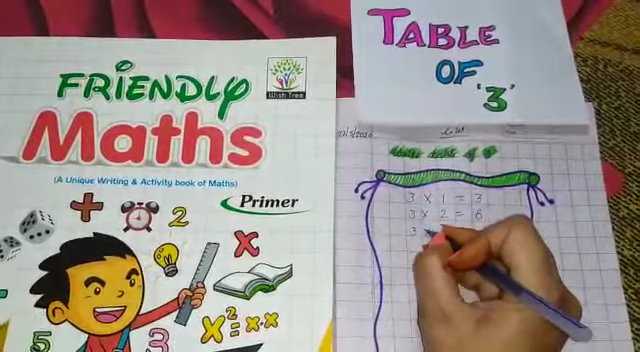 FRIENDLY
Maths
Wish Tree
(A Unique Writing & Activity book of Maths)
Primer
+
2
x
5
3
x²=x·x
TABLE
OF
'3'
C.W
3 x 1 = 3
3 x 2 = 6
3 x